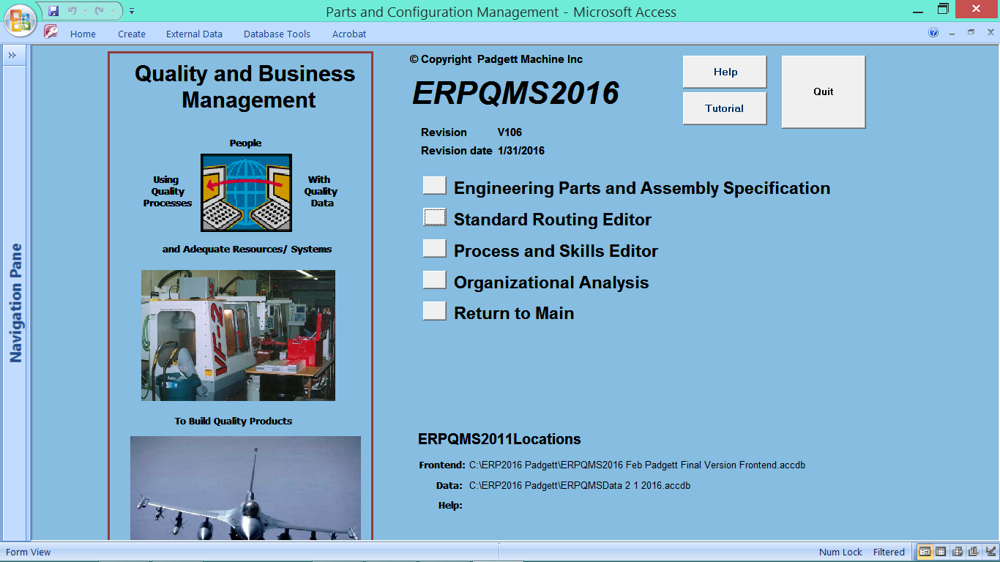 Parts and Configuration Management - Microsoft Access
Home Create External Data Database Tools Acrobat
Navigation Pane
Quality and Business
Management
People
Using
Quality
Processes
With
Quality
Data
and Adequate Resources/ Systems
VF-2
To Build Quality Products
© Copyright Padgett Machine Inc
ERPQMS2016
Help
Tutorial
Quit
Revision V106
Revision date 1/31/2016
Engineering Parts and Assembly Specification
Standard Routing Editor
Process and Skills Editor
Organizational Analysis
Return to Main
ERPQMS2011Locations
Frontend: C:\ERP2016 Padgett\ERPQMS2016 Feb Padgett Final Version Frontend.accdb
Data: C:\ERP2016 Padgett\ERPQMSData 2 1 2016.accdb
Help:
Form View
Num Lock Filtered